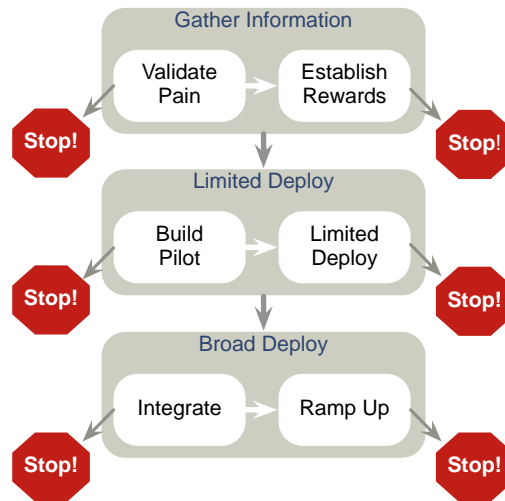 Gather Information
Validate
Pain
Establish
Rewards
Stop!
Stop!
Limited Deploy
Build
Pilot
Limited
Deploy
Stop!
Stop!
Broad Deploy
Integrate
Ramp Up
Stop!
Stop!